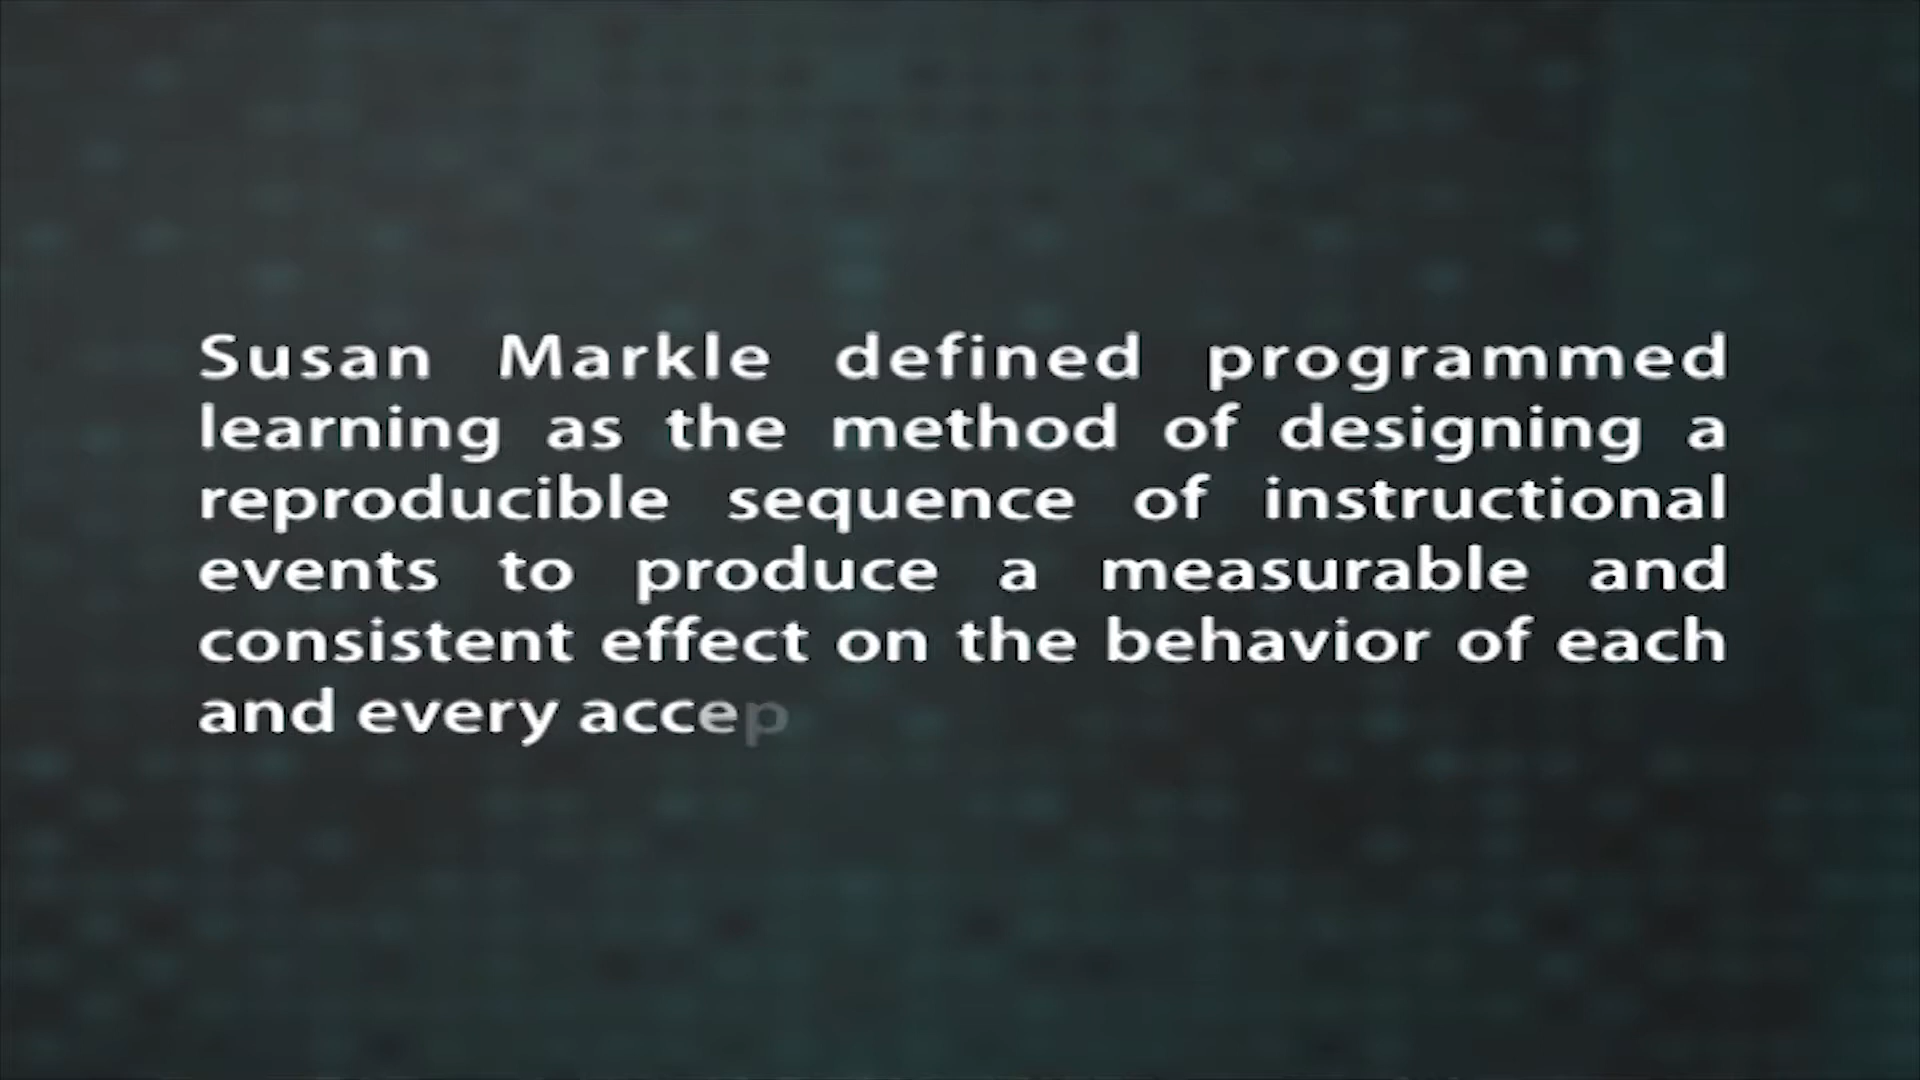 Susan Markle defined programmed
learning as the method of designing a
reproducible sequence of instructional
events to produce a measurable and
consistent effect on the behavior of each
and every accep